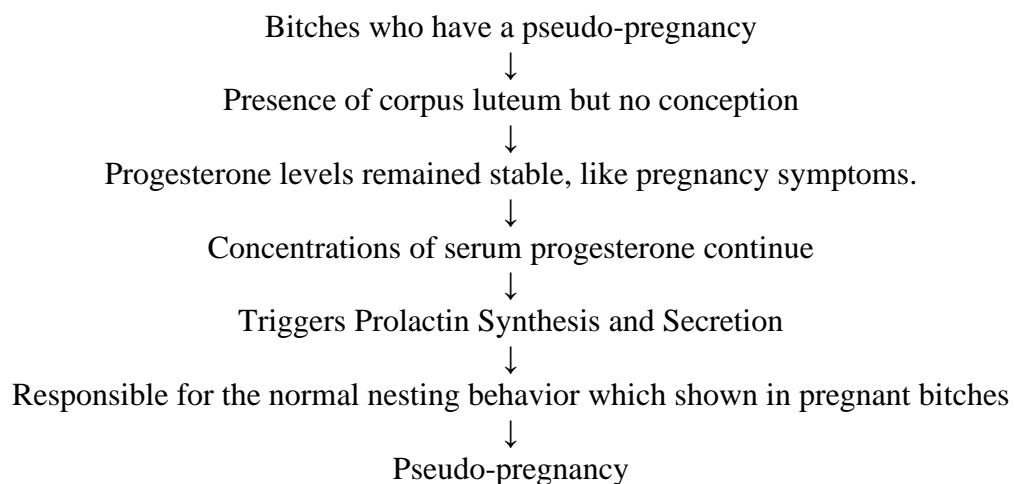 Bitches who have a pseudo-pregnancy
↓
Presence of corpus luteum but no conception
↓
Progesterone levels remained stable, like pregnancy symptoms.
↓
Concentrations of serum progesterone continue
↓
Triggers Prolactin Synthesis and Secretion
↓
Responsible for the normal nesting behavior which shown in pregnant bitches
↓
Pseudo-pregnancy